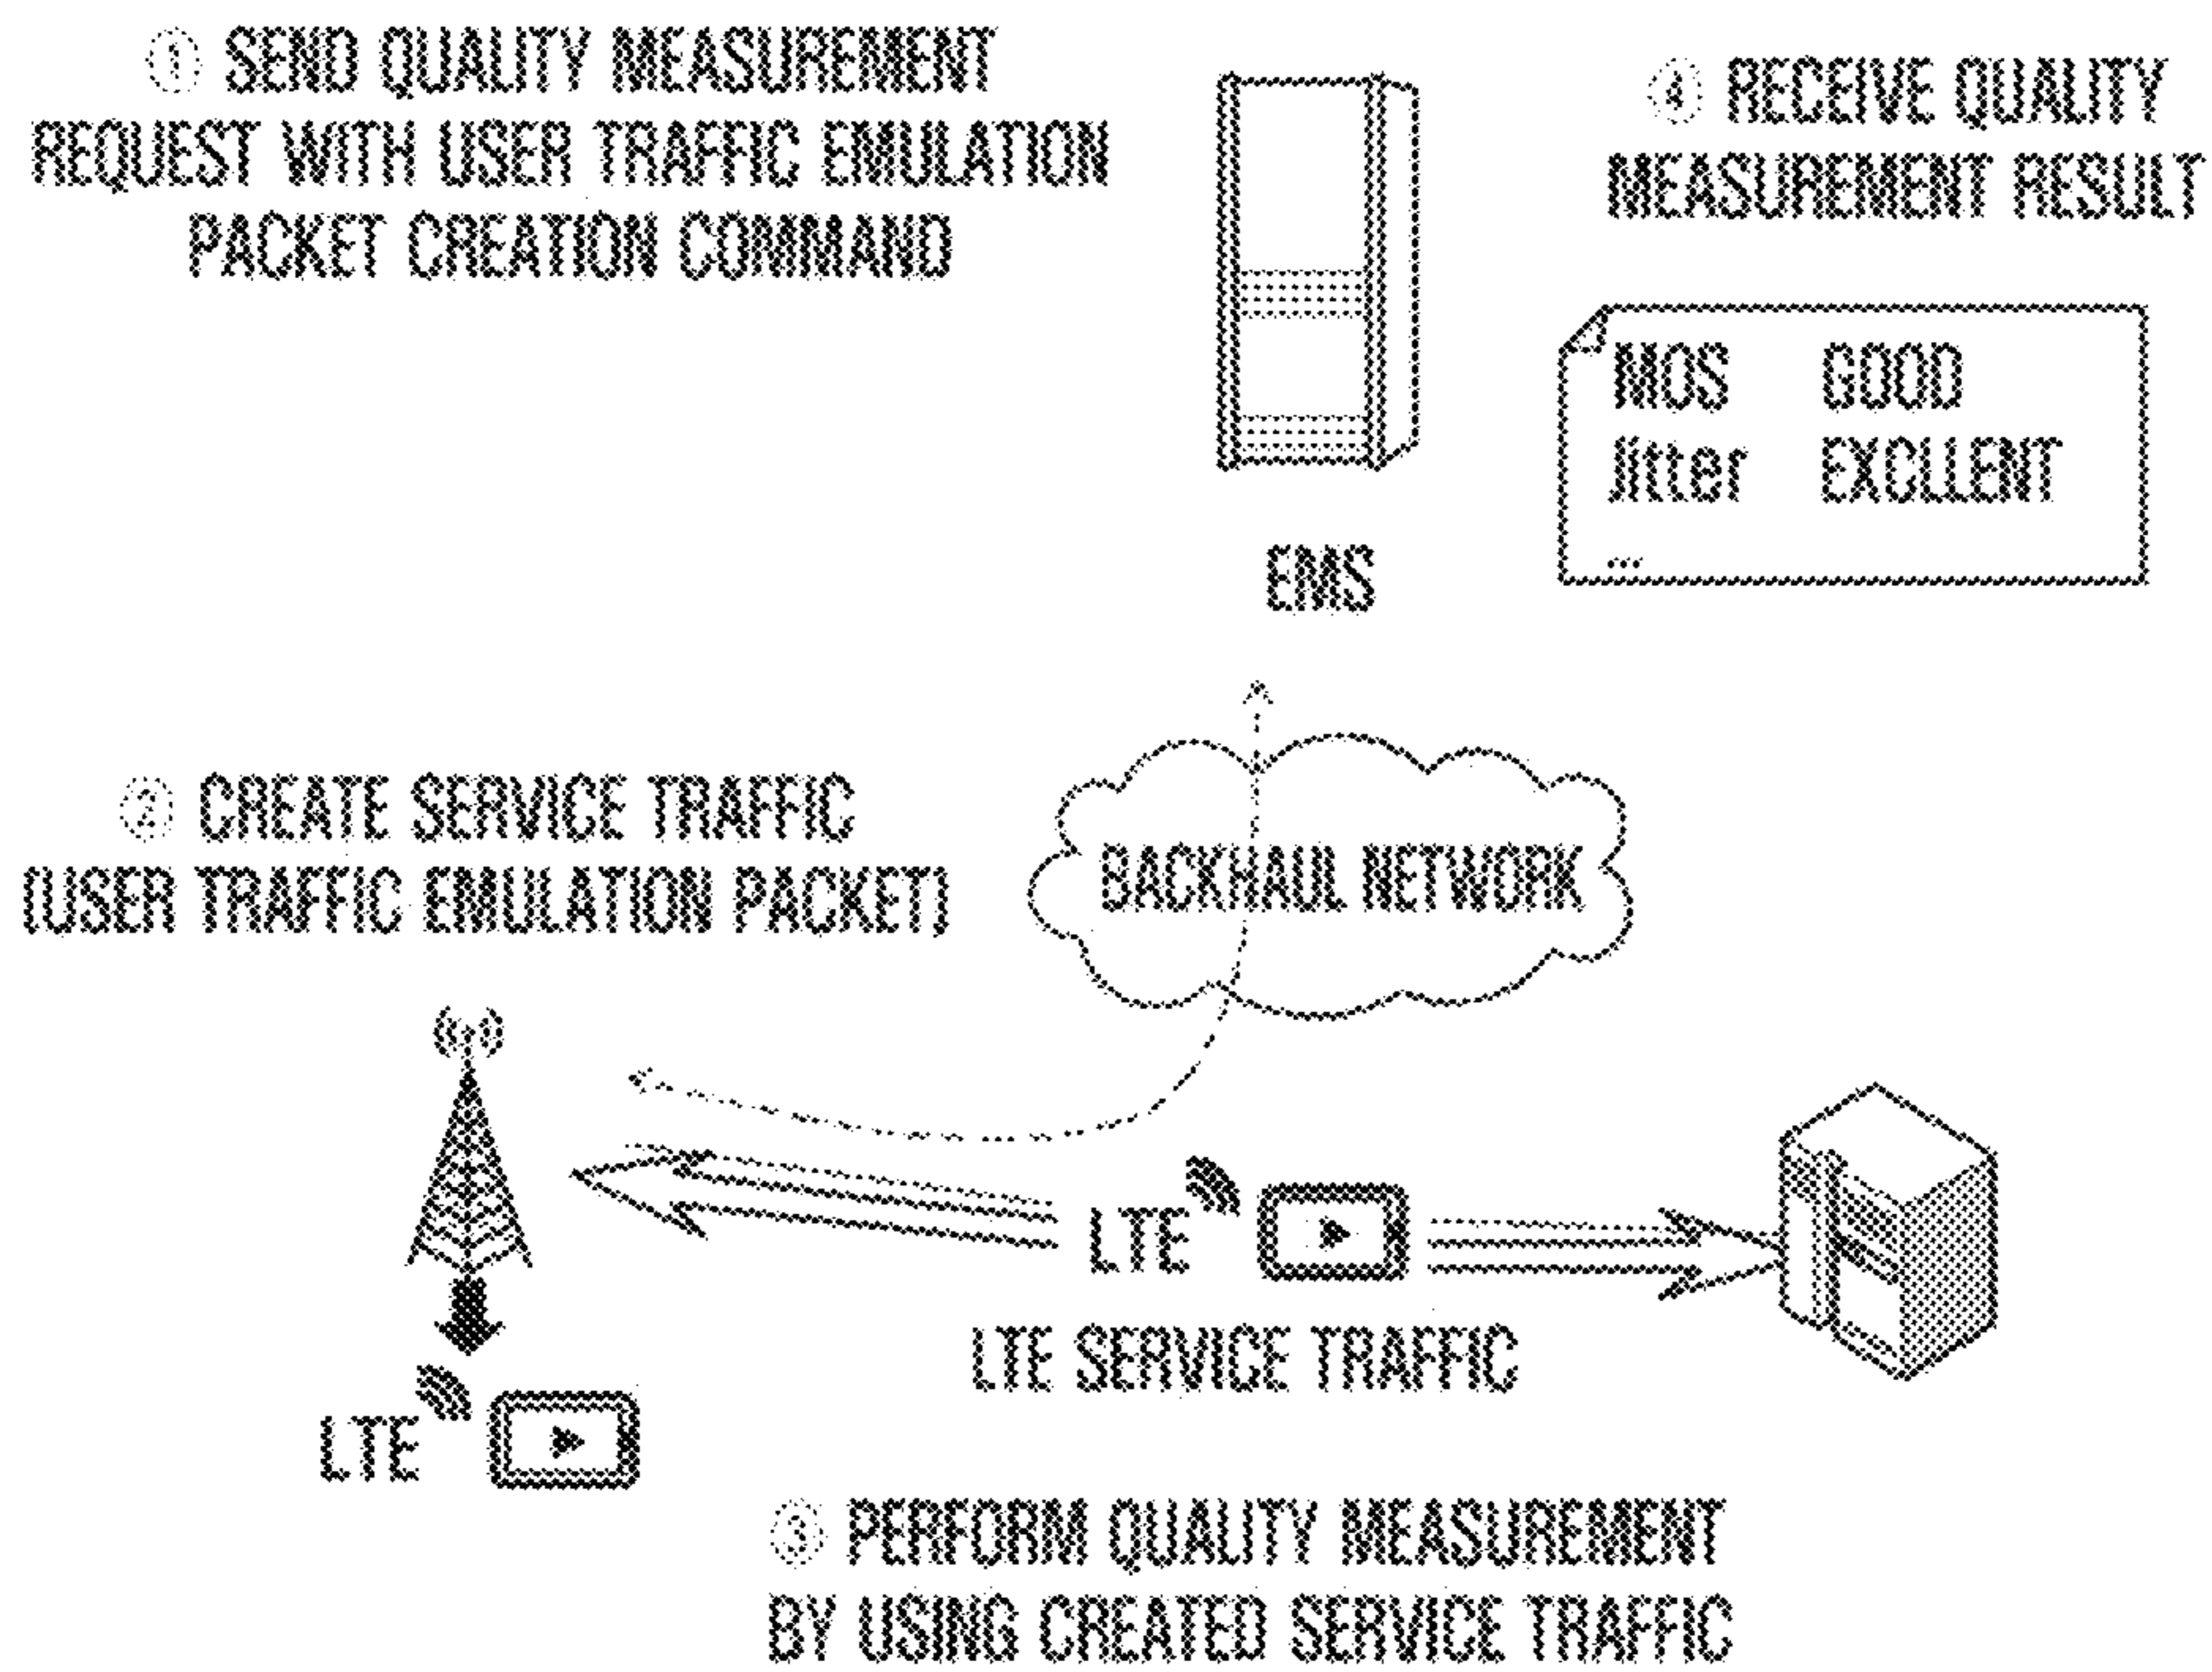 ① SEND QUALITY MEASUREMENT
REQUEST WITH USER TRAFFIC EMULATION
PACKET CREATION COMMAND
④ RECEIVE QUALITY
MEASUREMENT RESULT
MOS GOOD
Jitter EXCLLENT
...
EMS
② CREATE SERVICE TRAFFIC
(USER TRAFFIC EMULATION PACKET)
BACKHAUL NETWORK
LTE
LTE SERVICE TRAFFIC
LTE
③ PERFORM QUALITY MEASUREMENT
BY USING CREATED SERVICE TRAFFIC